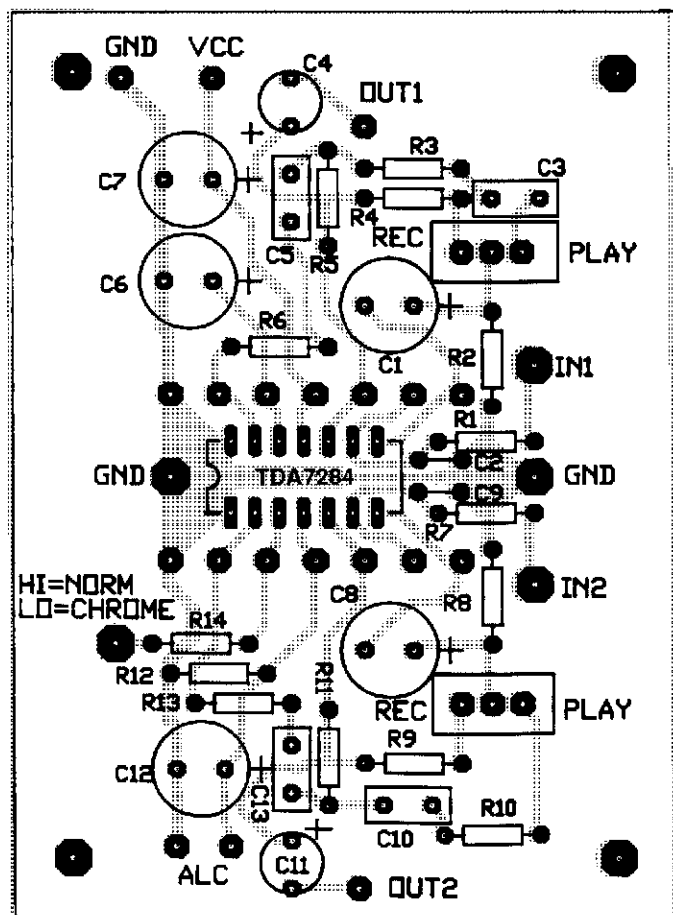 GND VCC C4
OUT1
C7 R3 C3
R4
REC PLAY
C5 R5
C6
R6
C1 R2 IN1
R1
C2
GND TDA7284 GND
C9
R7
HI=NORM
LO=CHROME
C8 R8 IN2
R14
R12
R11
R13 REC PLAY
R9
C12
C13
C10 R10
ALC C11 OUT2